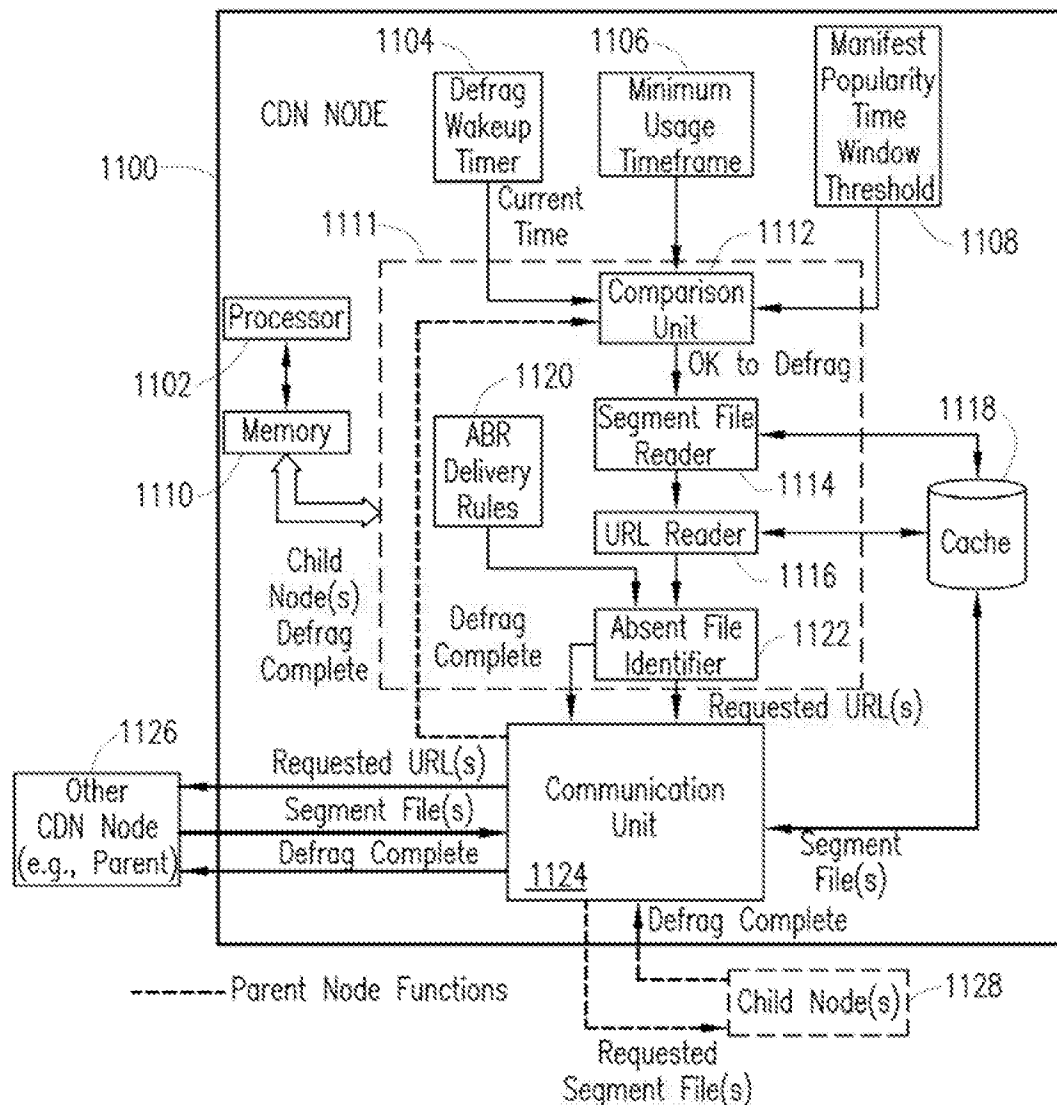 1104
1106
Manifest
Popularity
Time
Window
Threshold
CDN NODE
Defrag
Wakeup
Timer
Minimum
Usage
Timeframe
1100
Current
Time
1108
1111
1112
Comparison
Unit
Processor
OK to Defrag
1102
1120
1118
Memory
ABR
Delivery
Rules
Segment File
Reader
1114
1110
URL Reader
Cache
1116
Child
Node(s)
Defrag
Complete
Defrag
Complete
Absent File
Identifier
1122
Requested URL(s)
1126
Other
CDN Node
(e.g., Parent)
Requested URL(s)
Segment File(s)
Defrag Complete
Communication
Unit
1124
Segment
File(s)
Defrag Complete
Parent Node Functions
Child Node(s)
1128
Requested
Segment File(s)